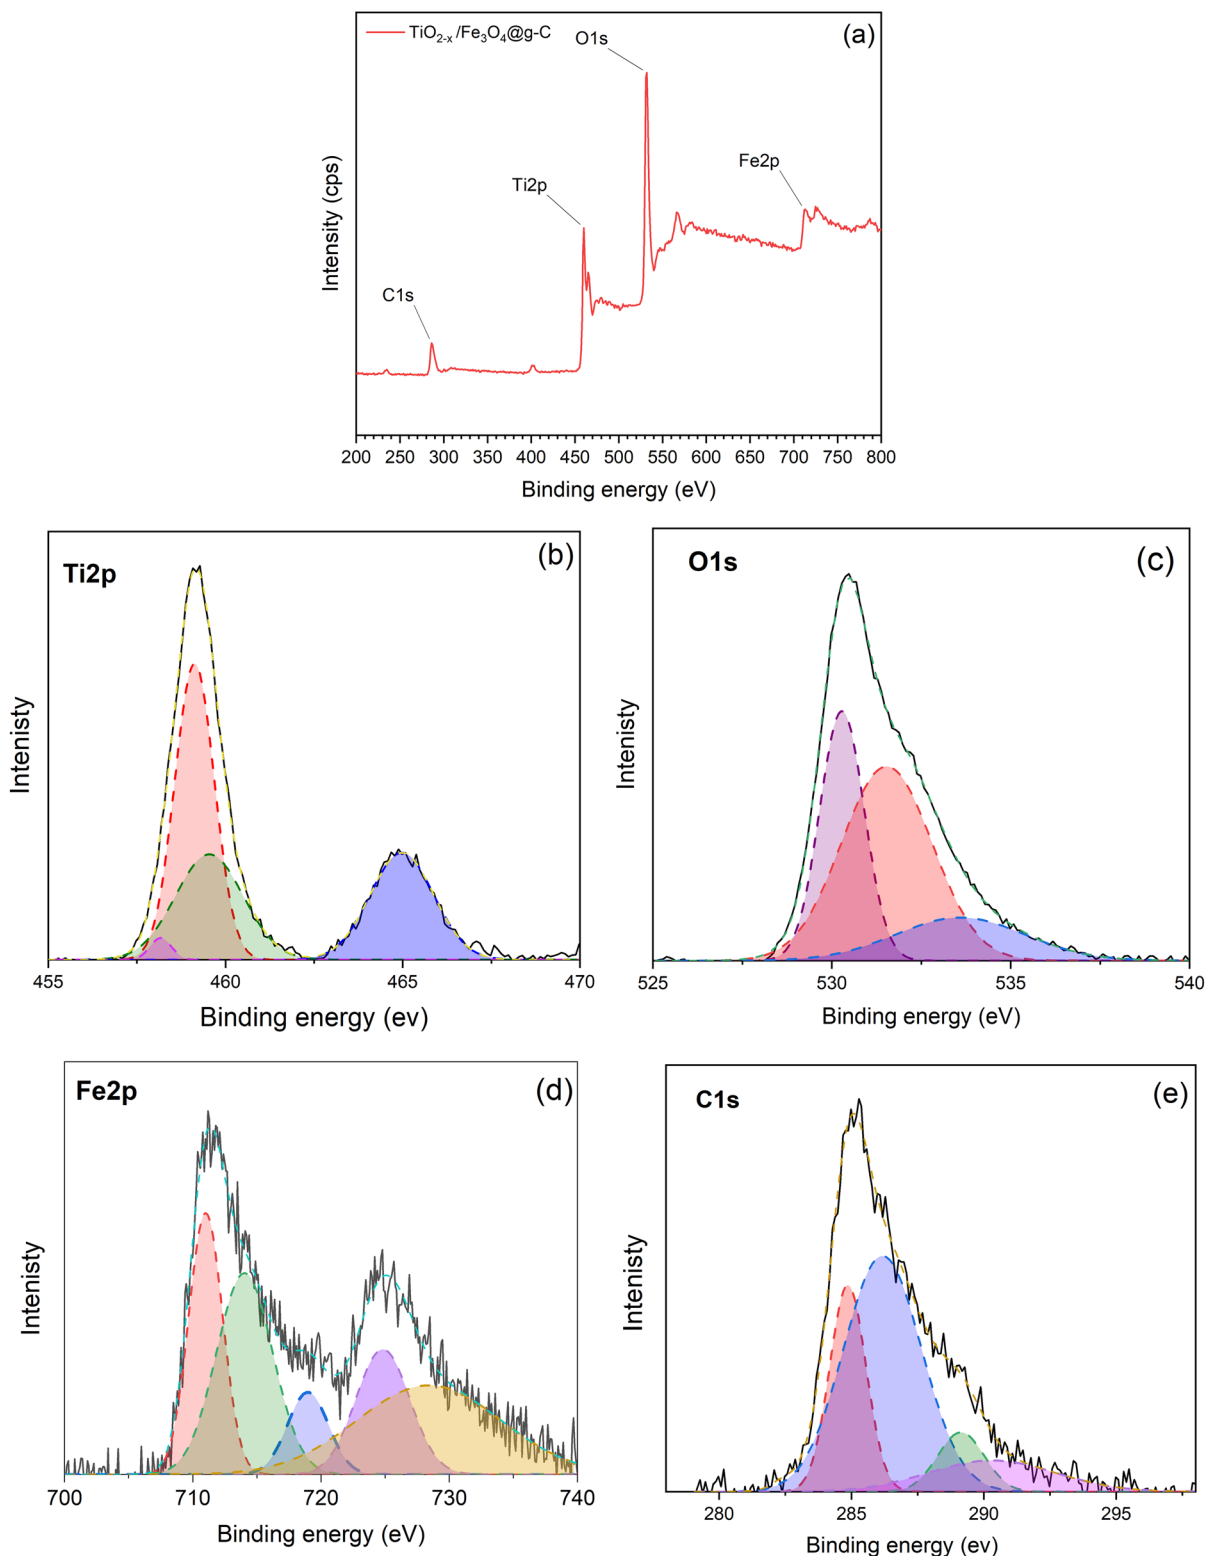 TiO2-x /Fe3O4@g-C
(a)
O1s
Fe2p
Ti2p
C1s
Intensity (cps)
200 250 300 350 400 450 500 550 600 650 700 750 800
Binding energy (eV)
Ti2p
(b)
Intenisty
455 460 465 470
Binding energy (ev)
O1s
(c)
Intenisty
525 530 535 540
Binding energy (eV)
Fe2p
(d)
Intenisty
700 710 720 730 740
Binding energy (eV)
C1s
(e)
Intenisty
280 285 290 295
Binding energy (ev)